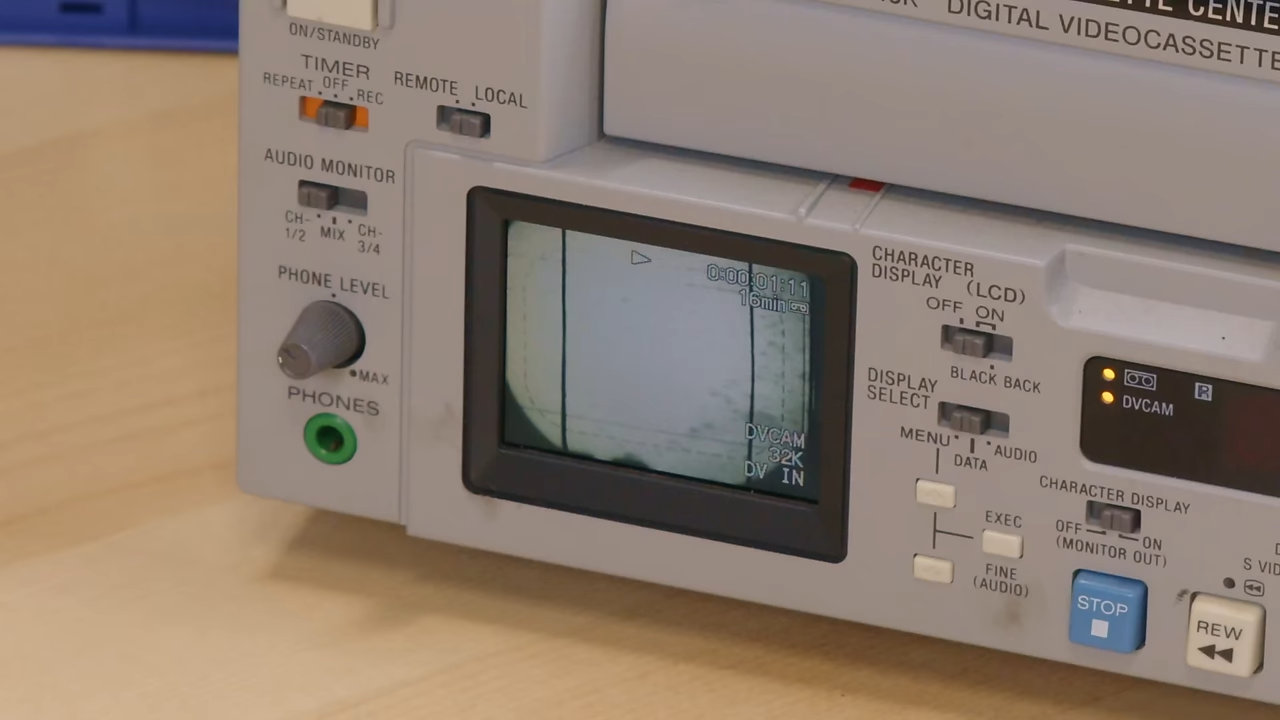 ETTE CENTE
DIGITAL VIDEOCASSETTE
ON/STANDBY
TIMER
REPEAT OFF REC
REMOTE LOCAL
AUDIO MONITOR
CH-1/2 MIX CH-3/4
PHONE LEVEL
MAX
PHONES
0:00:01:11
16min
DVCAM
32K
DV IN
CHARACTER
DISPLAY (LCD)
OFF ON
BLACK BACK
DISPLAY
SELECT
MENU DATA AUDIO
EXEC
FINE
(AUDIO)
R
DVCAM
CHARACTER DISPLAY
OFF ON
(MONITOR OUT)
S VID
STOP
REW